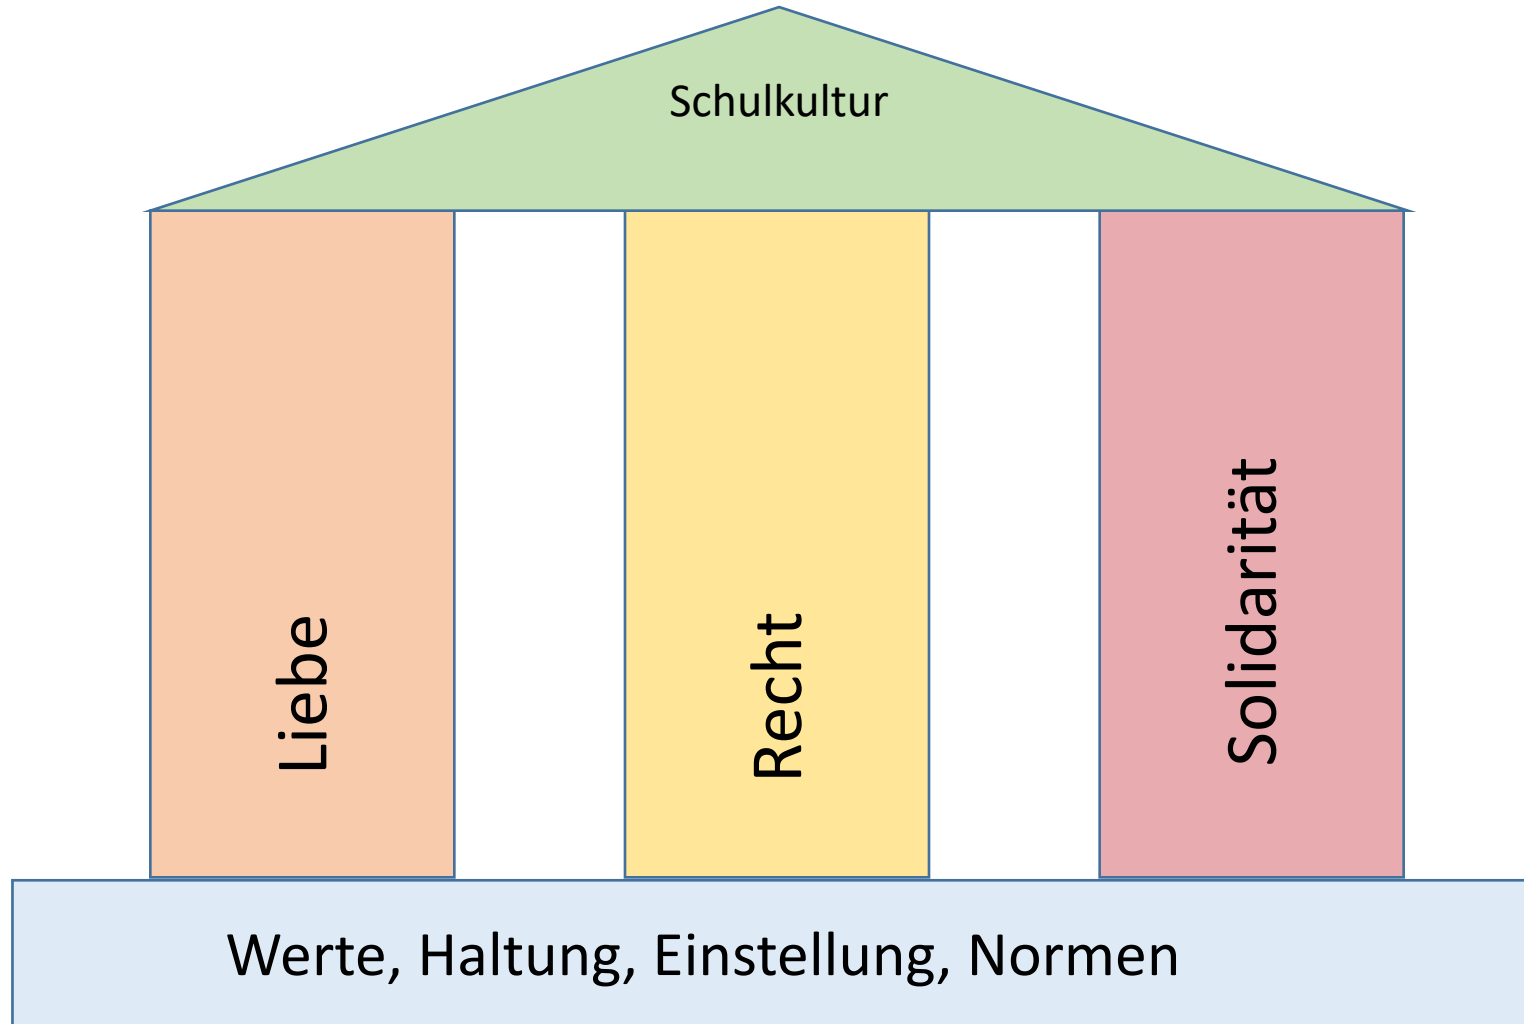 Schulkultur
Liebe
Recht
Solidarität
Werte, Haltung, Einstellung, Normen